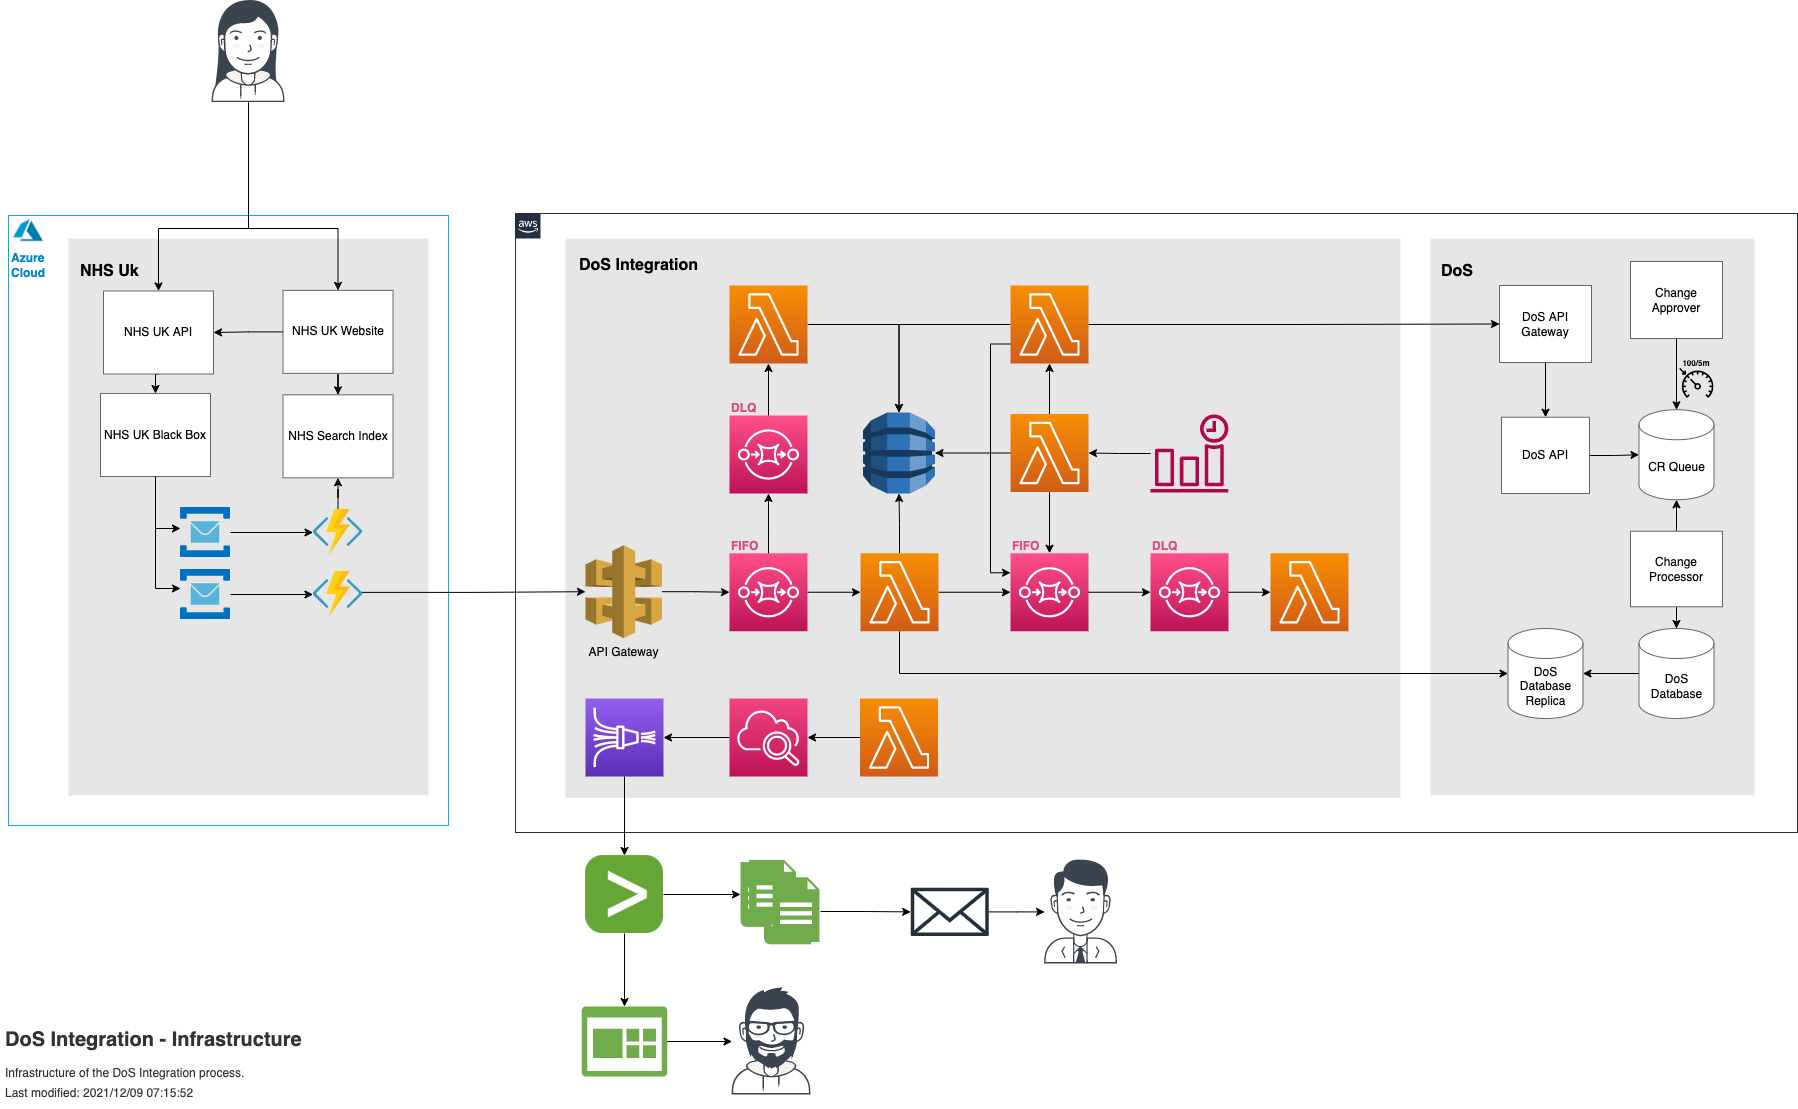 aws
Azure
Cloud
NHS Uk
NHS UK API
NHS UK Website
NHS UK Black Box
NHS Search Index
DoS Integration
DLQ
FIFO
FIFO
DLQ
API Gateway
DoS
DoS API
Gateway
Change
Approver
100/5m
DoS API
CR Queue
Change
Processor
DoS
Database
Replica
DoS
Database
DoS Integration - Infrastructure
Infrastructure of the DoS Integration process.
Last modified: 2021/12/09 07:15:52